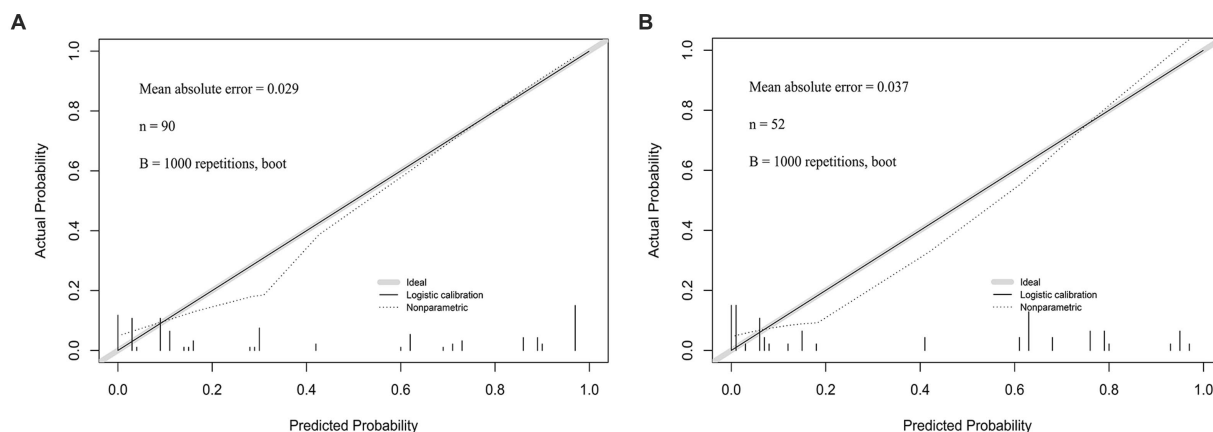 A
Mean absolute error = 0.029
n = 90
B = 1000 repetitions, boot
Actual Probability
1.0
0.8
0.6
0.4
0.2
0.0
Ideal
Logistic calibration
Nonparametric
0.0 0.2 0.4 0.6 0.8 1.0
Predicted Probability
B
Mean absolute error = 0.037
n = 52
B = 1000 repetitions, boot
Actual Probability
1.0
0.8
0.6
0.4
0.2
0.0
Ideal
Logistic calibration
Nonparametric
0.0 0.2 0.4 0.6 0.8 1.0
Predicted Probability